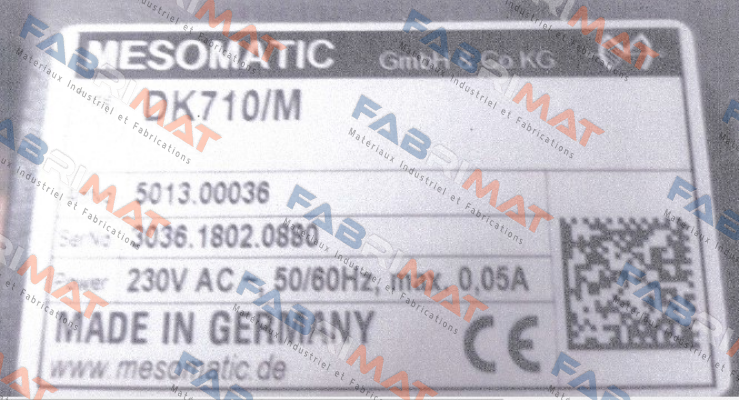 MESOMATIC GmbH & Co KG
DK710/M
5013.00036
SerNo 3036.1802.0880
Power 230V AC 50/60Hz, max. 0,05A
MADE IN GERMANY CE
www.mesomatic.de
FABRIMAT
Matériaux Industriel et Fabrications